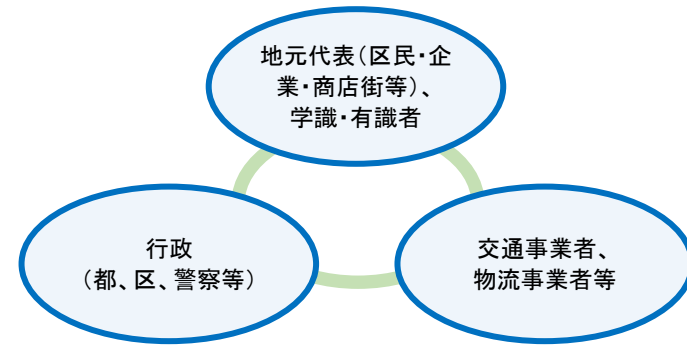 地元代表（区民・企
業・商店街等）、
学識・有識者
行政
（都、区、警察等）
交通事業者、
物流事業者等